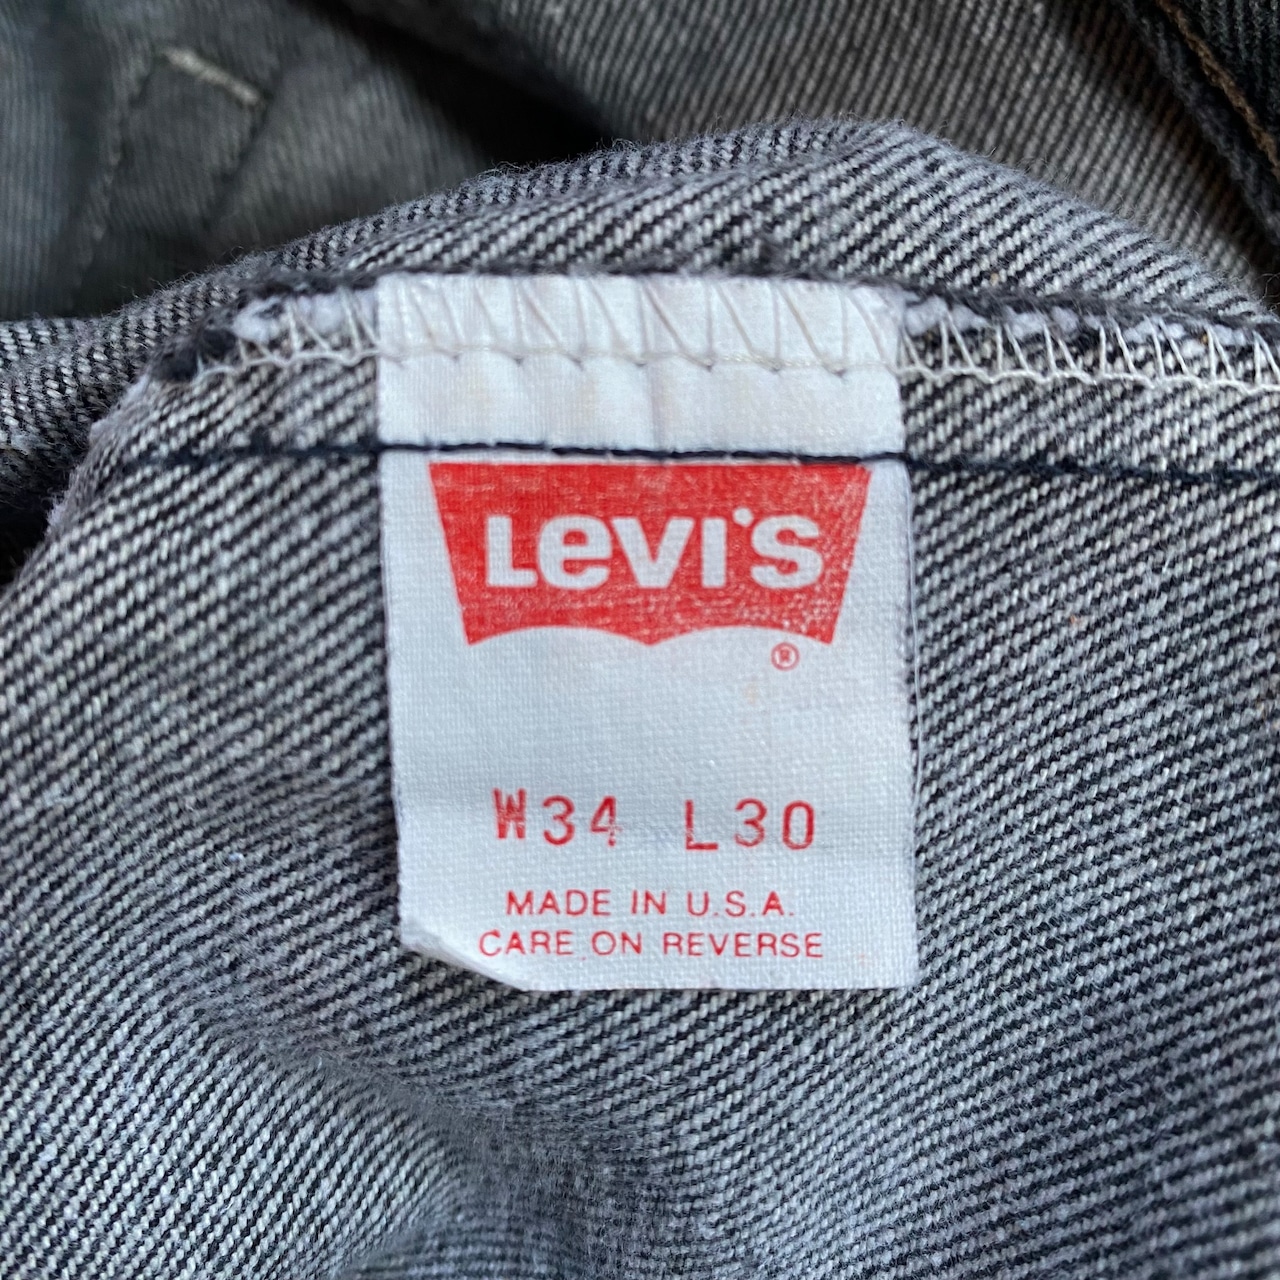 LEVI'S
®
W34 L30
MADE IN U.S.A.
CARE ON REVERSE